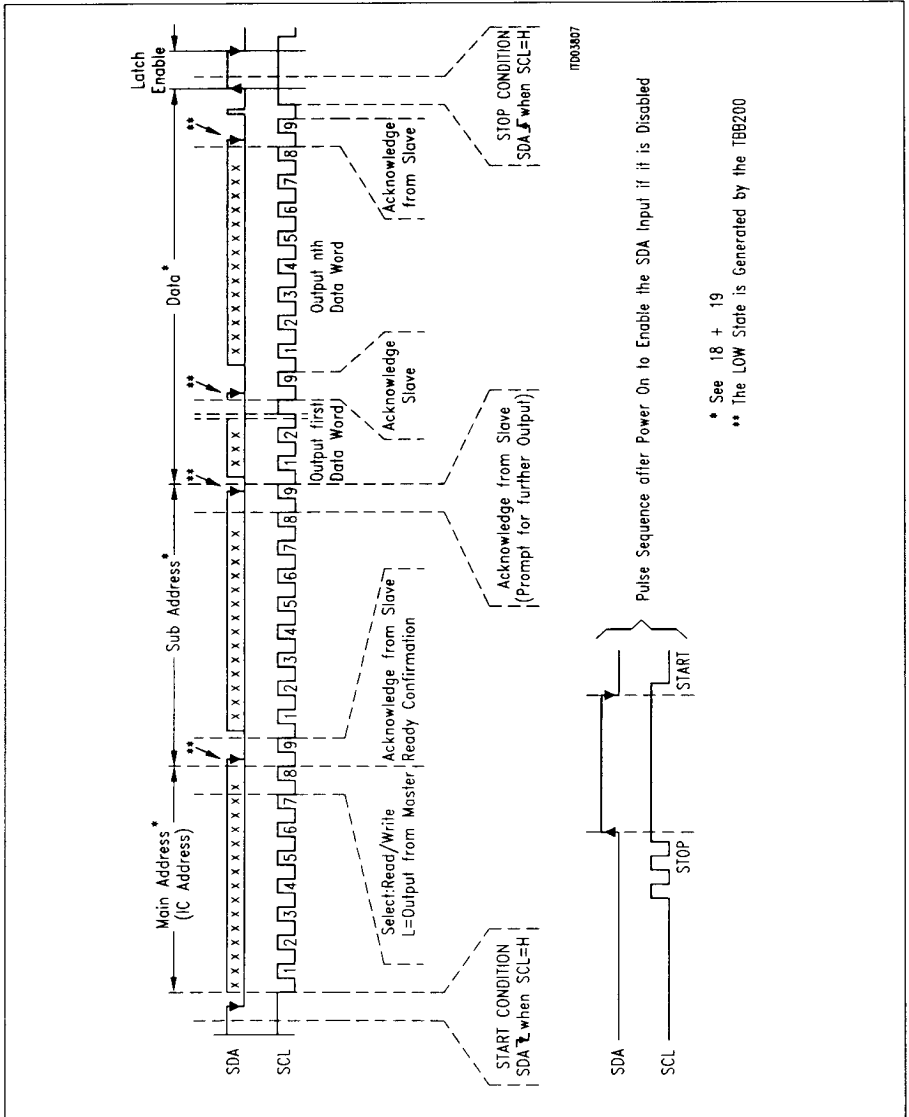 Main Address*
(IC Address)
Sub Address*
Data*
Latch
Enable
**
**
**
**
SDA
x x x x x x x x x x x x x x x
x x x x x x x x x x x x x x x
x x x
x x x x x x x x x x x x x x x
SCL
1 2 3 4 5 6 7 8 9 1 2 3 4 5 6 7 8 9 1 2 9 1 2 3 4 5 6 7 8 9
Output first
Data Word
Output nth
Data Word
Select:Read/Write
L=Output from Master
Acknowledge from Slave
Ready Confirmation
Acknowledge
Slave
Acknowledge
from Slave
START CONDITION
SDA when SCL=H
Acknowledge from Slave
(Prompt for further Output)
STOP CONDITION
SDA when SCL=H
ITD03807
SDA
SCL
STOP
START
Pulse Sequence after Power On to Enable the SDA Input if it is Disabled
* See 18 + 19
** The LOW State is Generated by the TBB200